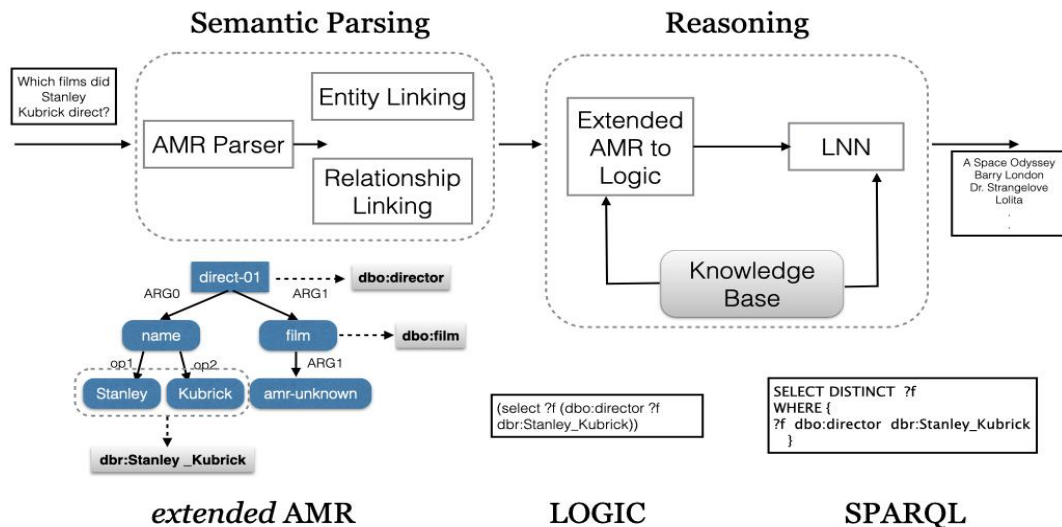 Semantic Parsing
Reasoning
Which films did
Stanley
Kubrick direct?
AMR Parser
Entity Linking
Relationship
Linking
Extended
AMR to
Logic
LNN
Knowledge
Base
A Space Odyssey
Barry London
Dr. Strangelove
Lolita
.
.
direct-01
dbo:director
ARG0
ARG1
name
film
dbo:film
op1
op2
ARG1
Stanley
Kubrick
amr-unknown
dbr:Stanley _Kubrick
(select ?f (dbo:director ?f
dbr:Stanley_Kubrick))
SELECT DISTINCT ?f
WHERE {
?f dbo:director dbr:Stanley_Kubrick
}
extended AMR
LOGIC
SPARQL